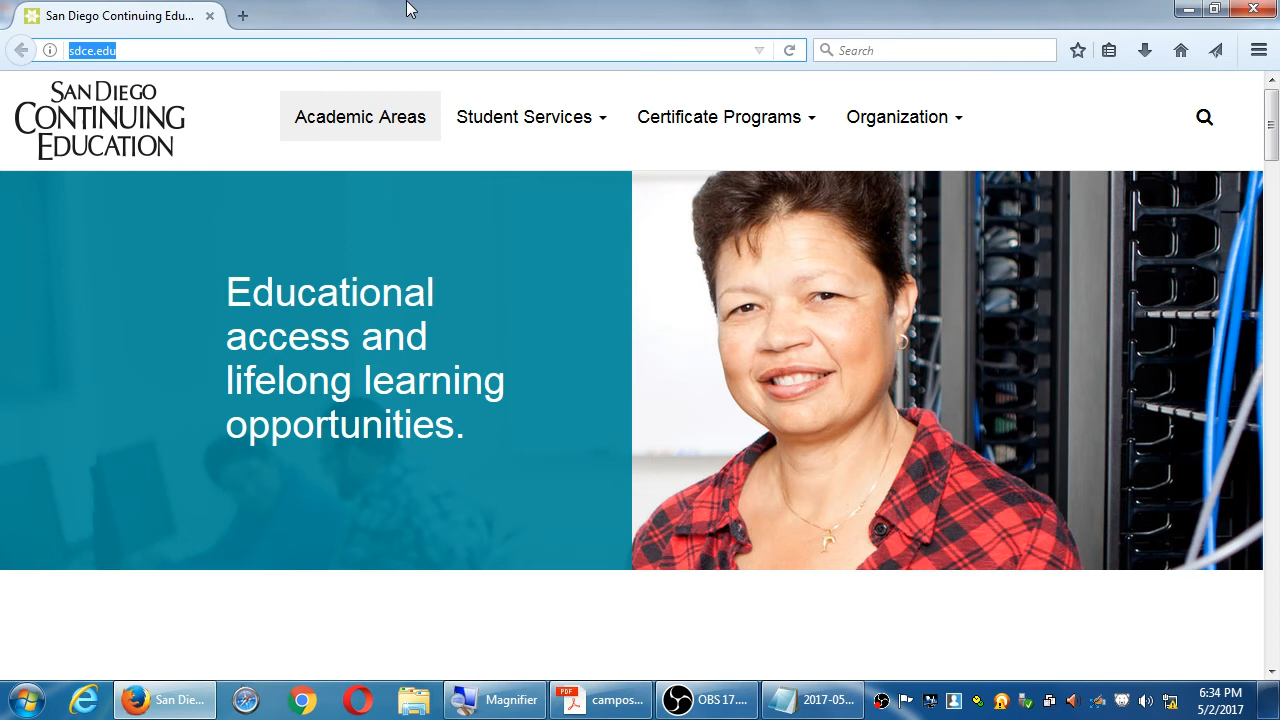 San Diego Continuing Edu...
sdce.edu
Search
SAN DIEGO
CONTINUING
EDUCATION
Academic Areas
Student Services
Certificate Programs
Organization
Educational
access and
lifelong learning
opportunities.
San Die...
Magnifier
PDF
campos...
OBS 17....
2017-05...
6:34 PM
5/2/2017